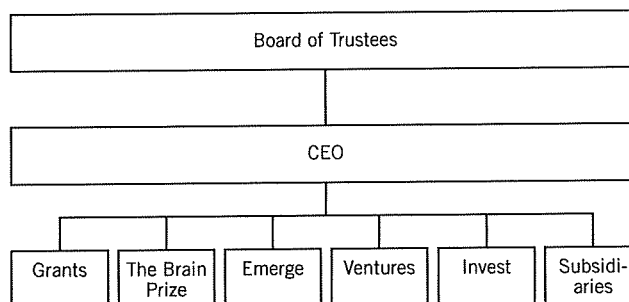 Board of Trustees
CEO
Grants
The Brain
Prize
Emerge
Ventures
Invest
Subsidi-
aries